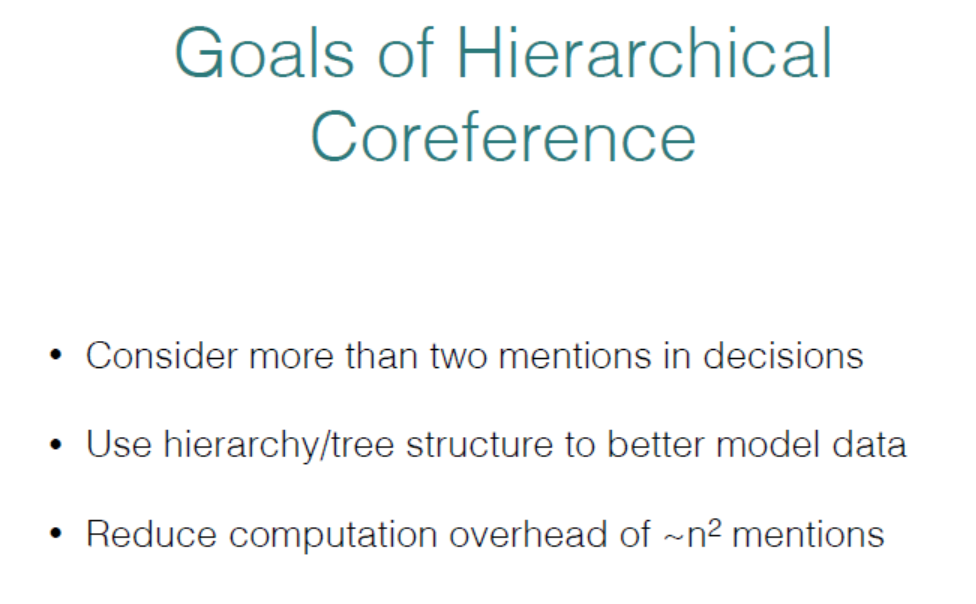 Goals of Hierarchical
Coreference
• Consider more than two mentions in decisions
• Use hierarchy/tree structure to better model data
• Reduce computation overhead of ~n² mentions